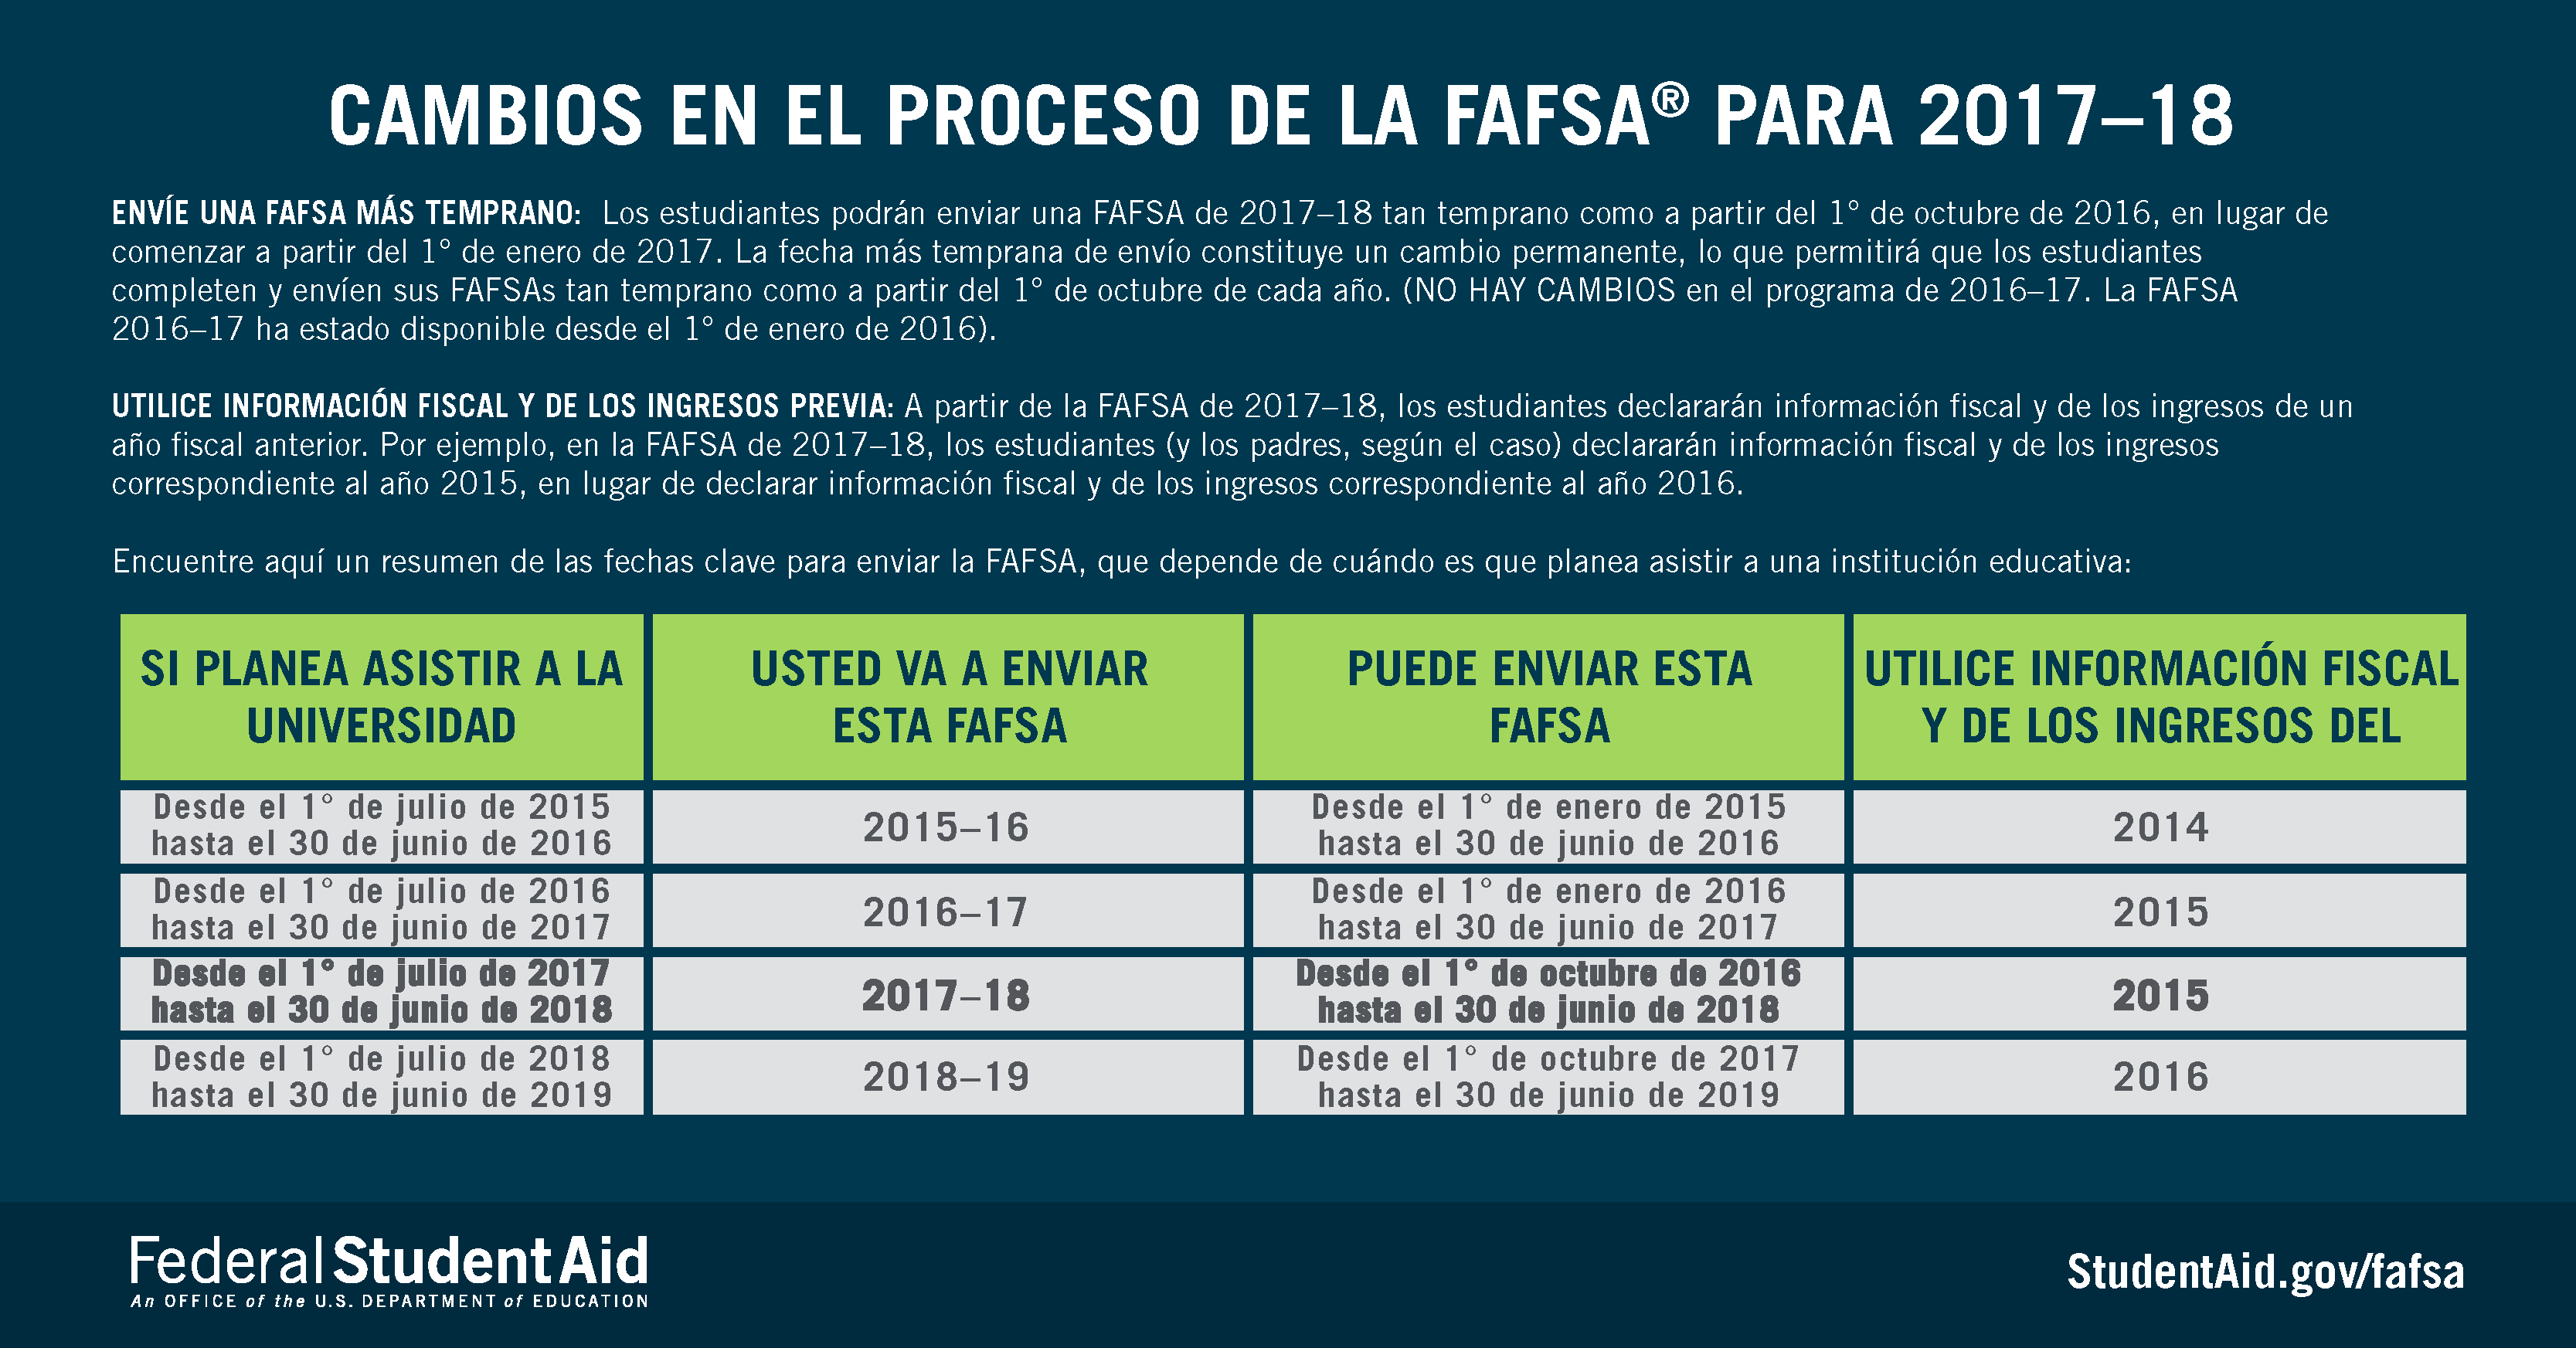 CAMBIOS EN EL PROCESO DE LA FAFSA® PARA 2017–18
ENVÍE UNA FAFSA MÁS TEMPRANO: Los estudiantes podrán enviar una FAFSA de 2017–18 tan temprano como a partir del 1° de octubre de 2016, en lugar de
comenzar a partir del 1° de enero de 2017. La fecha más temprana de envío constituye un cambio permanente, lo que permitirá que los estudiantes
completen y envíen sus FAFSAs tan temprano como a partir del 1° de octubre de cada año. (NO HAY CAMBIOS en el programa de 2016–17. La FAFSA
2016–17 ha estado disponible desde el 1° de enero de 2016).
UTILICE INFORMACIÓN FISCAL Y DE LOS INGRESOS PREVIA: A partir de la FAFSA de 2017–18, los estudiantes declararán información fiscal y de los ingresos de un
año fiscal anterior. Por ejemplo, en la FAFSA de 2017–18, los estudiantes (y los padres, según el caso) declararán información fiscal y de los ingresos
correspondiente al año 2015, en lugar de declarar información fiscal y de los ingresos correspondiente al año 2016.
Encuentre aquí un resumen de las fechas clave para enviar la FAFSA, que depende de cuándo es que planea asistir a una institución educativa:
SI PLANEA ASISTIR A LA
UNIVERSIDAD
USTED VA A ENVIAR
ESTA FAFSA
PUEDE ENVIAR ESTA
FAFSA
UTILICE INFORMACIÓN FISCAL
Y DE LOS INGRESOS DEL
Desde el 1° de julio de 2015
hasta el 30 de junio de 2016
2015–16
Desde el 1° de enero de 2015
hasta el 30 de junio de 2016
2014
Desde el 1° de julio de 2016
hasta el 30 de junio de 2017
2016–17
Desde el 1° de enero de 2016
hasta el 30 de junio de 2017
2015
Desde el 1° de julio de 2017
hasta el 30 de junio de 2018
2017–18
Desde el 1° de octubre de 2016
hasta el 30 de junio de 2018
2015
Desde el 1° de julio de 2018
hasta el 30 de junio de 2019
2018–19
Desde el 1° de octubre de 2017
hasta el 30 de junio de 2019
2016
Federal Student Aid
An OFFICE of the U.S. DEPARTMENT of EDUCATION
StudentAid.gov/fafsa